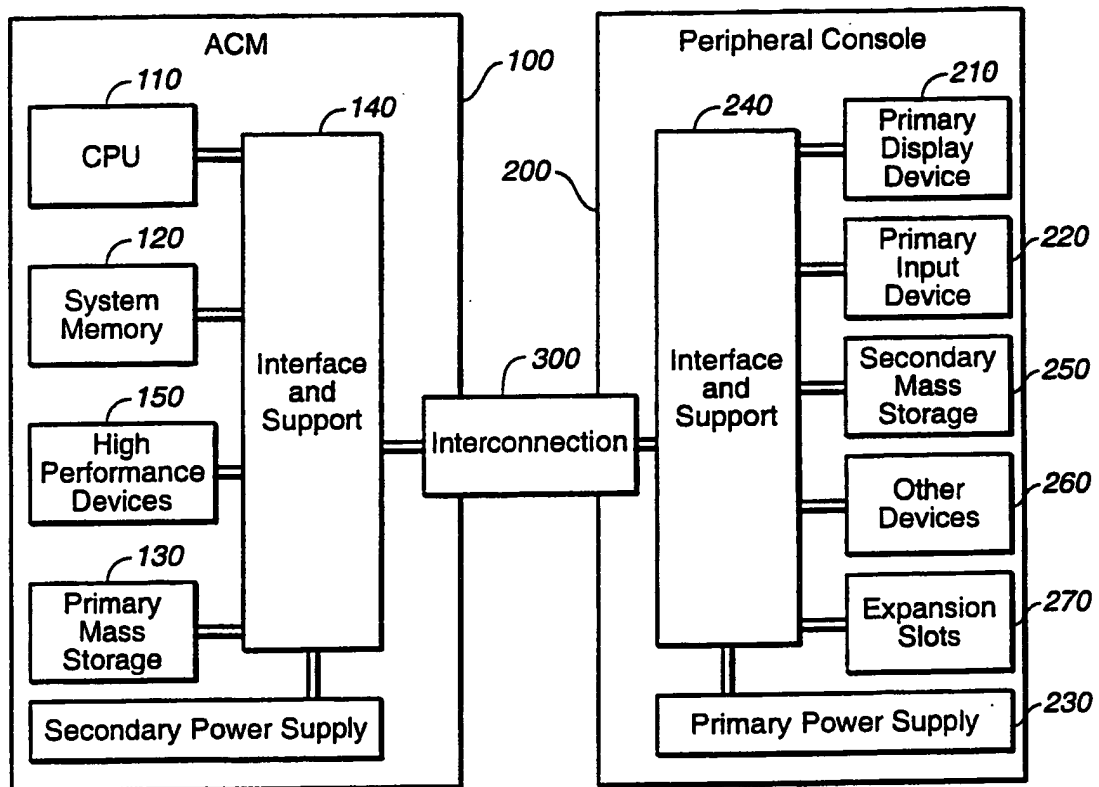 ACM
100
110
CPU
120
System
Memory
150
High
Performance
Devices
130
Primary
Mass
Storage
140
Interface
and
Support
Secondary Power Supply
300
Interconnection
Peripheral Console
200
240
Interface
and
Support
210
Primary
Display
Device
220
Primary
Input
Device
250
Secondary
Mass
Storage
260
Other
Devices
270
Expansion
Slots
230
Primary Power Supply